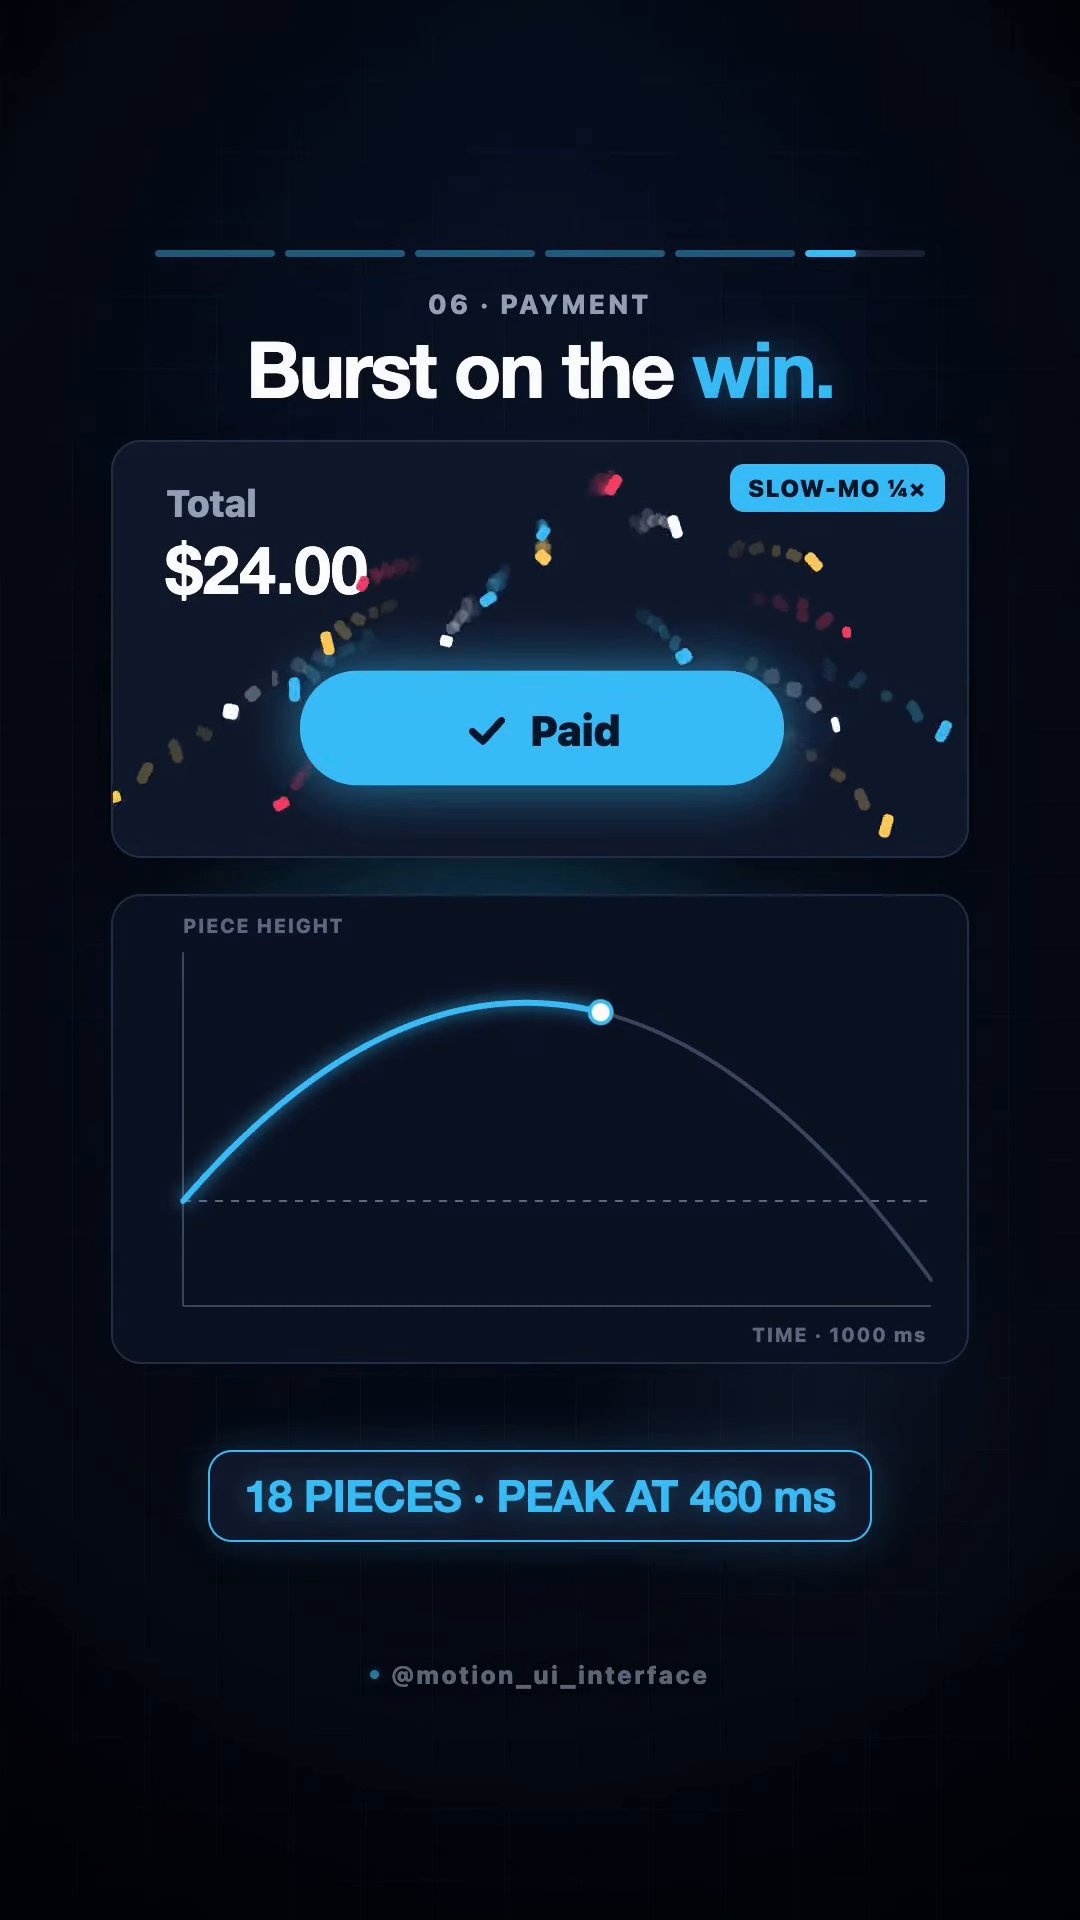 06 · PAYMENT
Burst on the win.
SLOW-MO ¼×
Total
$24.00
Paid
PIECE HEIGHT
TIME · 1000 ms
18 PIECES · PEAK AT 460 ms
@motion_ui_interface